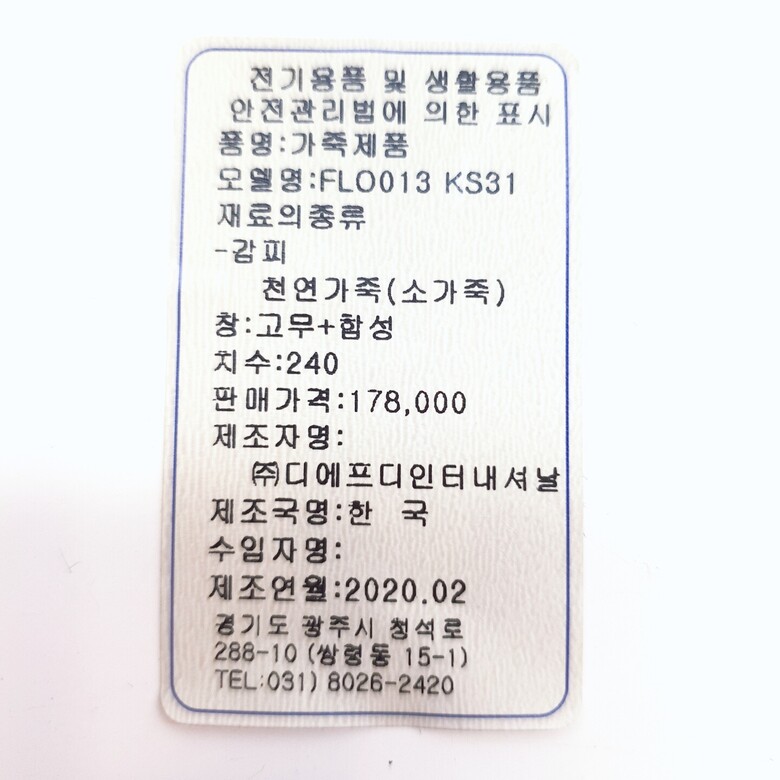 전기용품 및 생활용품
안전관리법에 의한 표시
품명:가죽제품
모델명:FLO013 KS31
재료의종류
-갑피
천연가죽(소가죽)
창:고무+합성
치수:240
판매가격:178,000
제조자명:
㈜디에프디인터내셔날
제조국명:한 국
수입자명:
제조연월:2020.02
경기도 광주시 청석로
288-10 (쌍령동 15-1)
TEL:031) 8026-2420